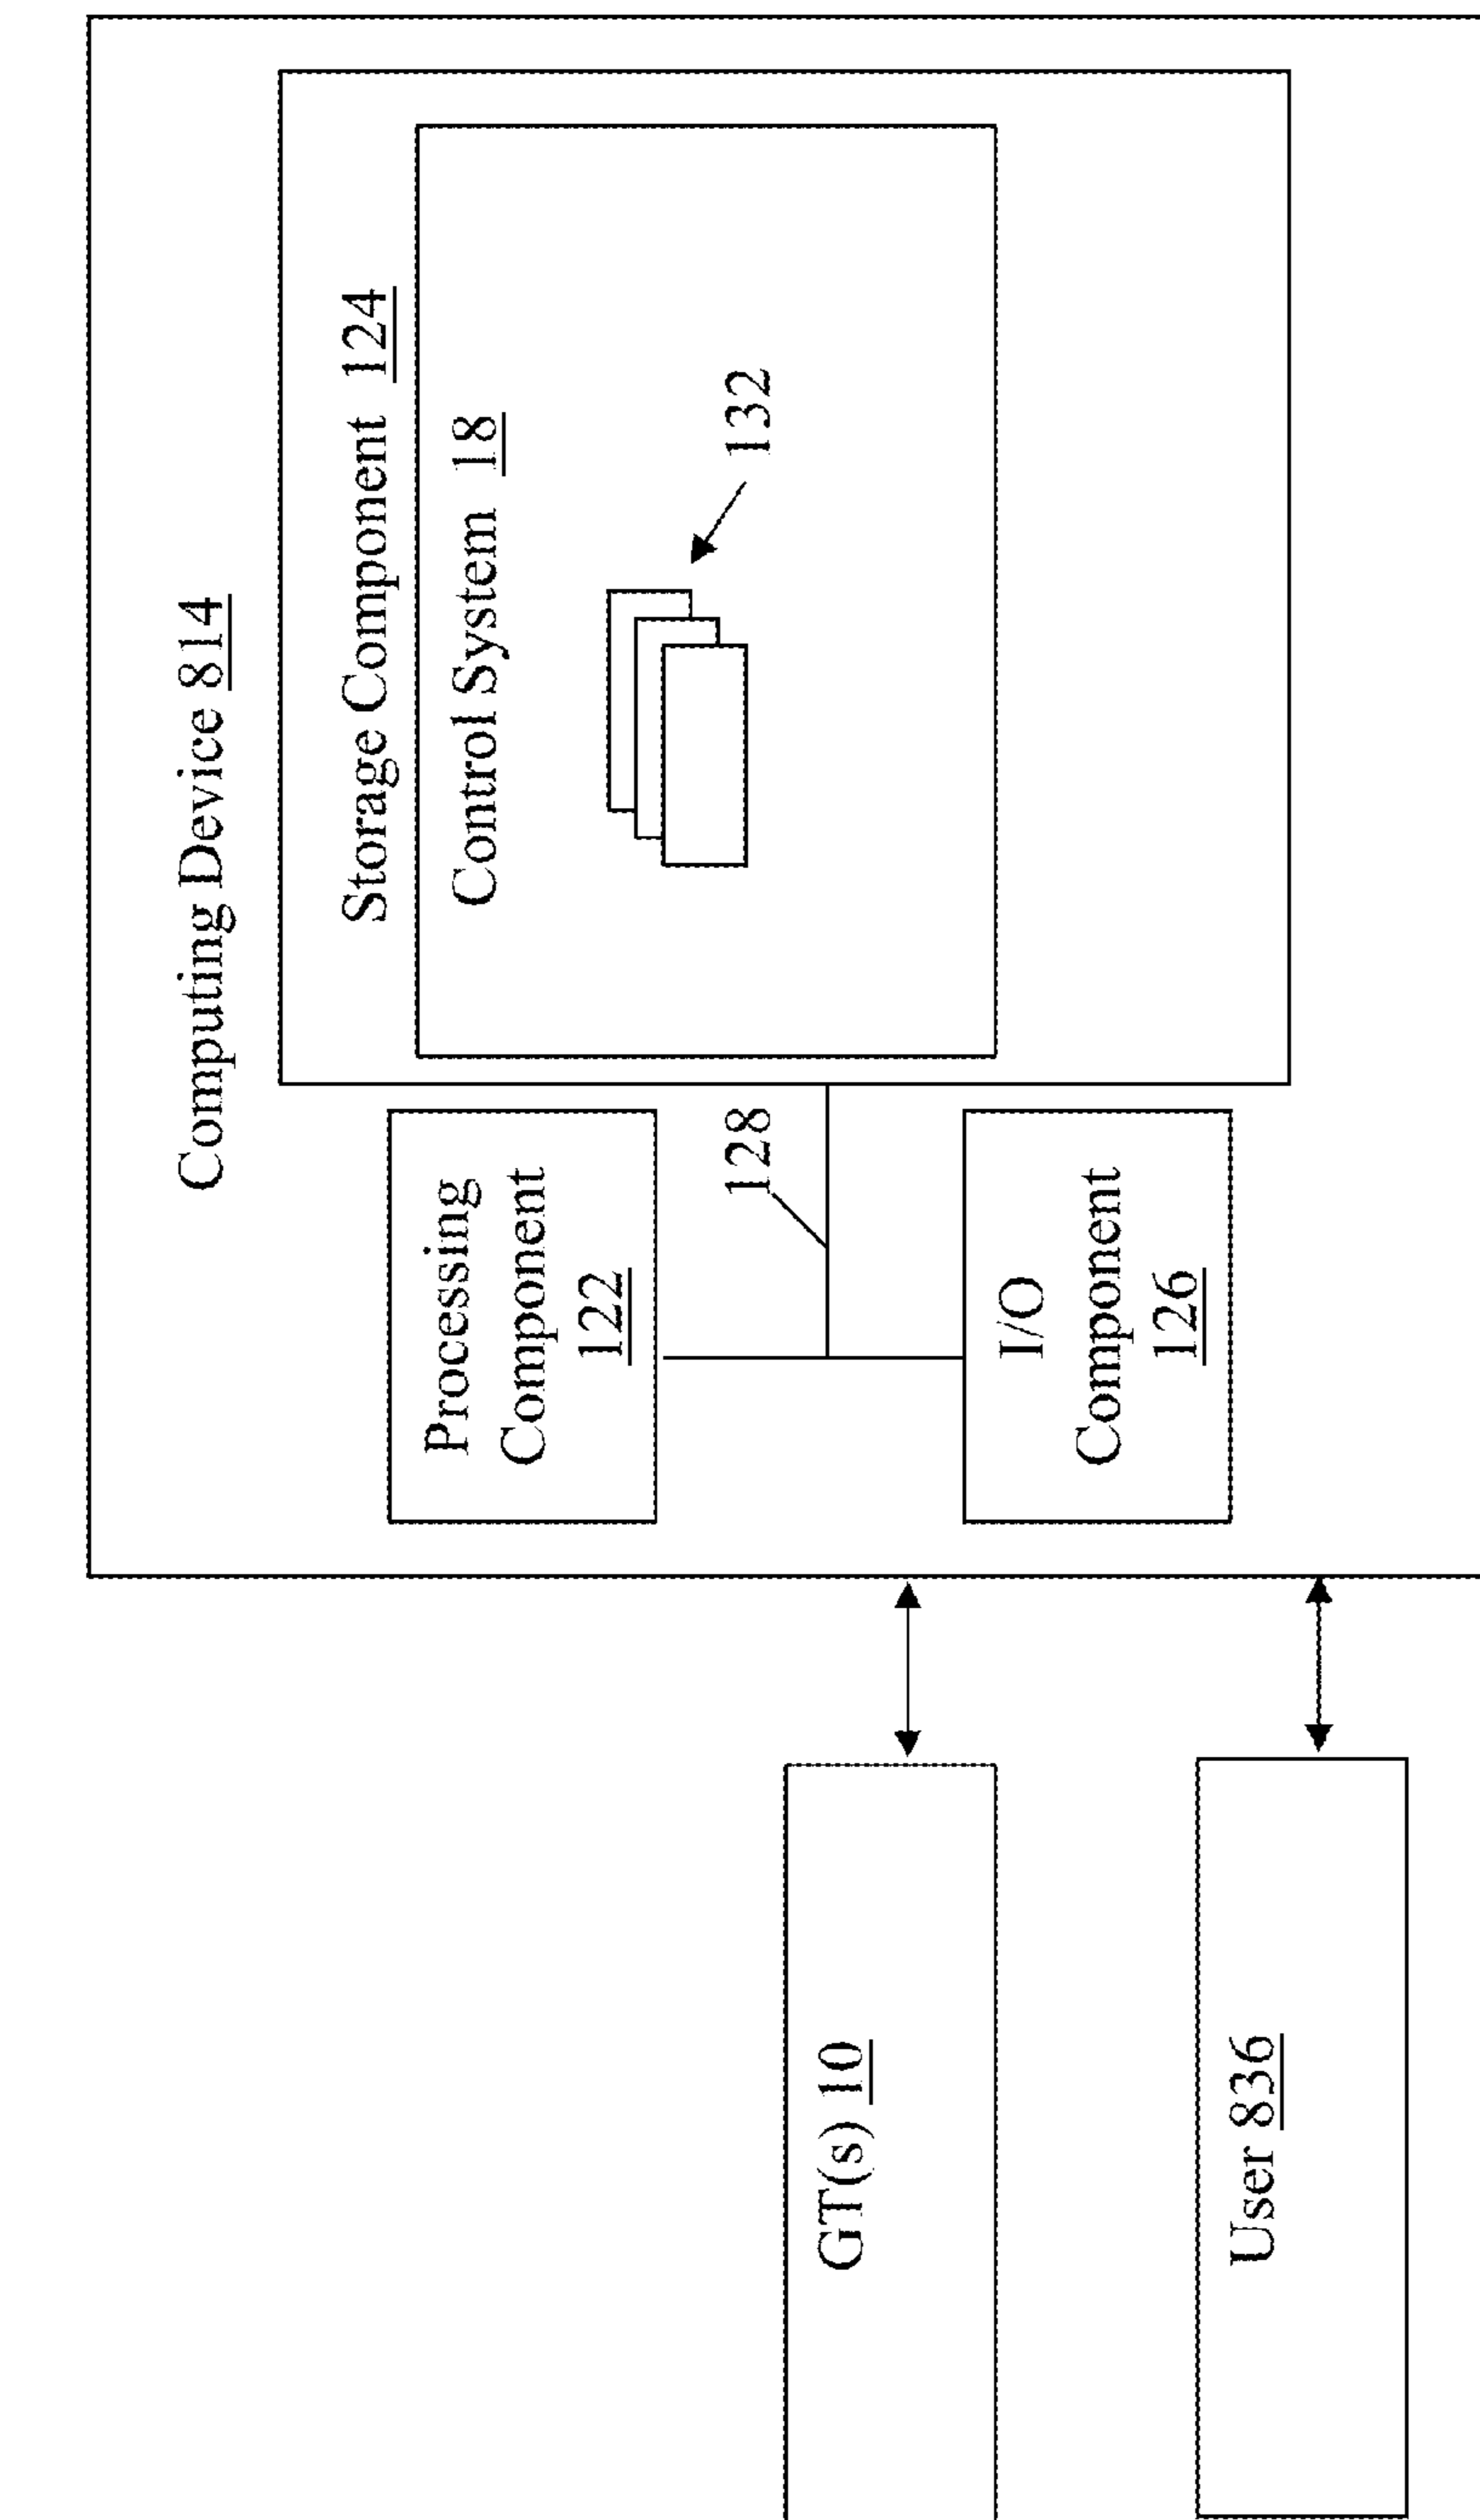 Computing Device 814
Storage Component 124
Control System 18
132
Processing
Component
122
128
I/O
Component
126
GT(s) 10
User 836